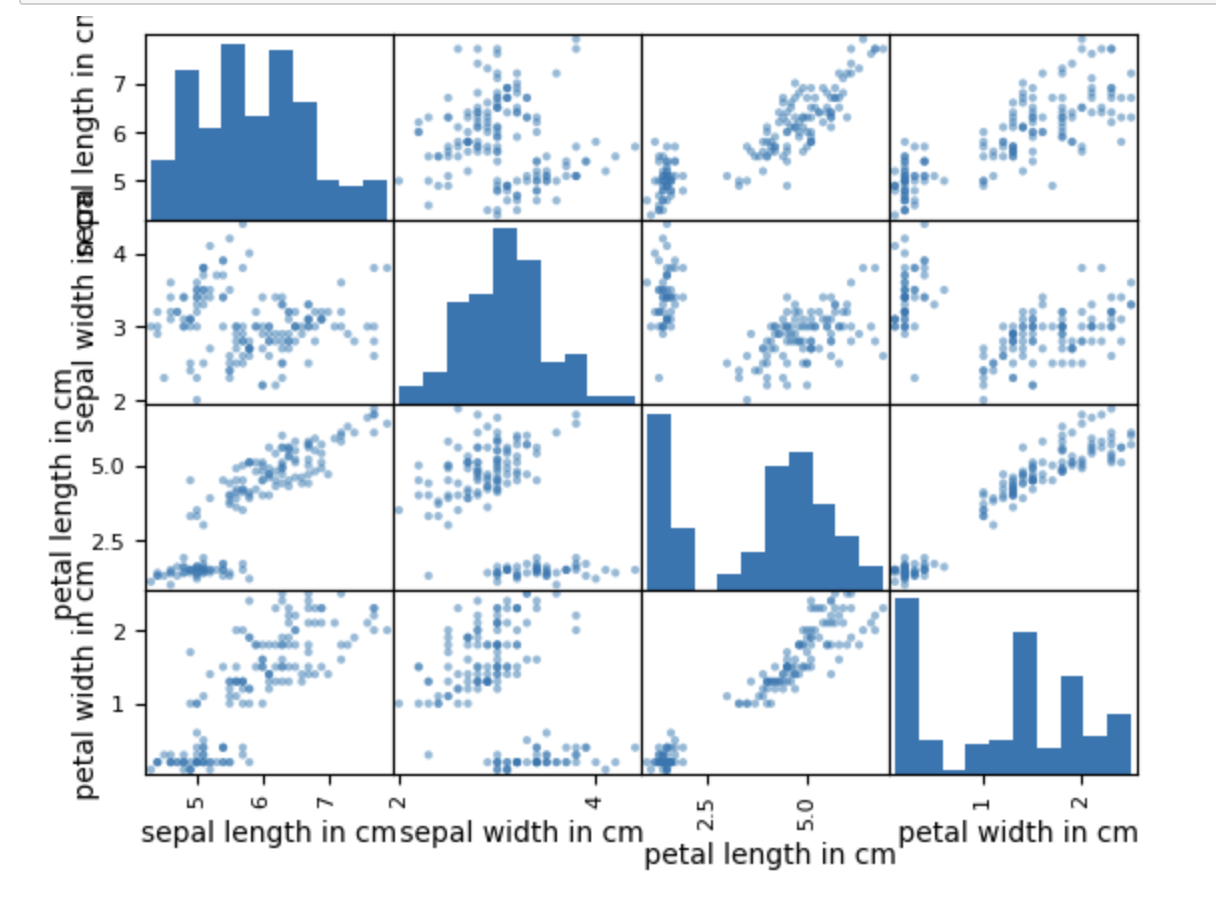 sepal length in cm
7
6
5
sepal width in cm
4
3
2
petal length in cm
5.0
2.5
petal width in cm
2
1
5 6 7 2 4 2.5 5.0 1 2
sepal length in cm sepal width in cm petal length in cm petal width in cm